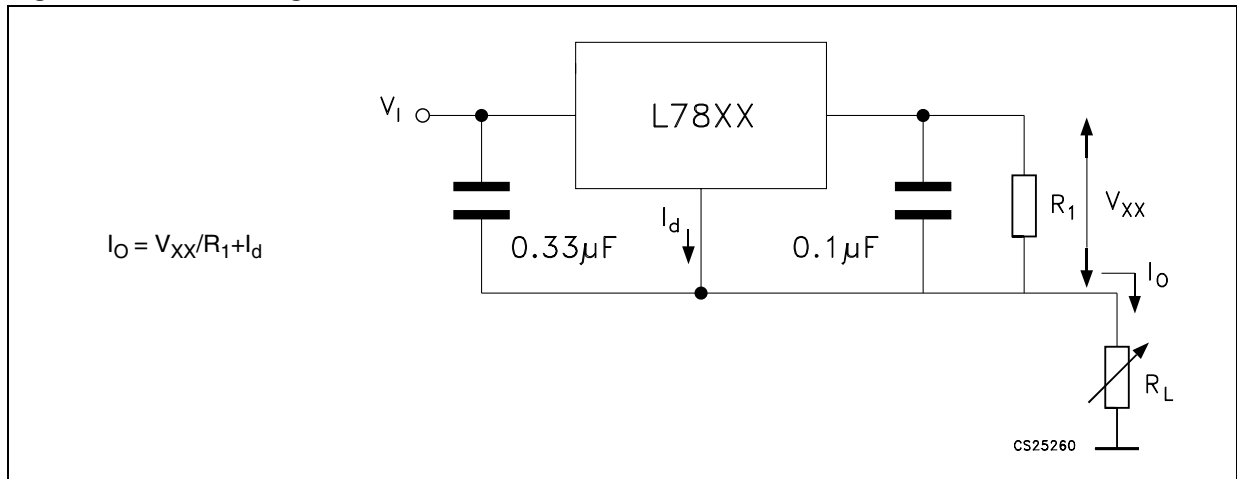 V_I
L78XX
I_d
0.33µF
0.1µF
R_1
V_XX
I_O = V_XX/R_1+I_d
I_O
R_L
CS25260